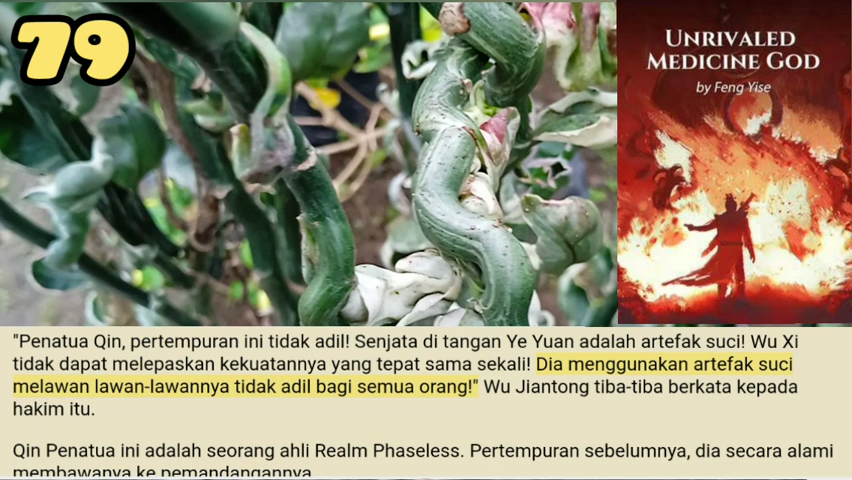 79
UNRIVALED
MEDICINE GOD
by Feng Yise
"Penatua Qin, pertempuran ini tidak adil! Senjata di tangan Ye Yuan adalah artefak suci! Wu Xi
tidak dapat melepaskan kekuatannya yang tepat sama sekali! Dia menggunakan artefak suci
melawan lawan-lawannya tidak adil bagi semua orang!" Wu Jiantong tiba-tiba berkata kepada
hakim itu.
Qin Penatua ini adalah seorang ahli Realm Phaseless. Pertempuran sebelumnya, dia secara alami
membawanya ke pemandangannya